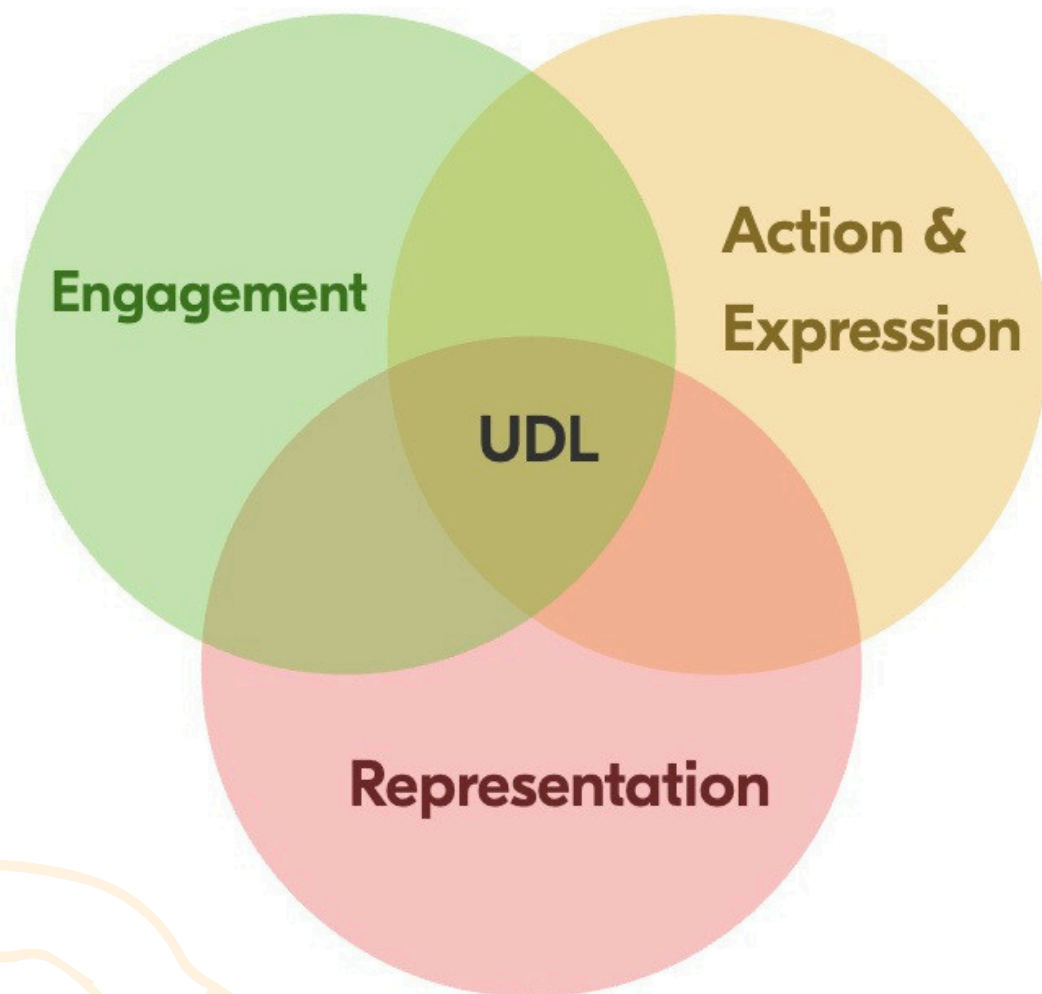 Engagement
Action &
Expression
UDL
Representation